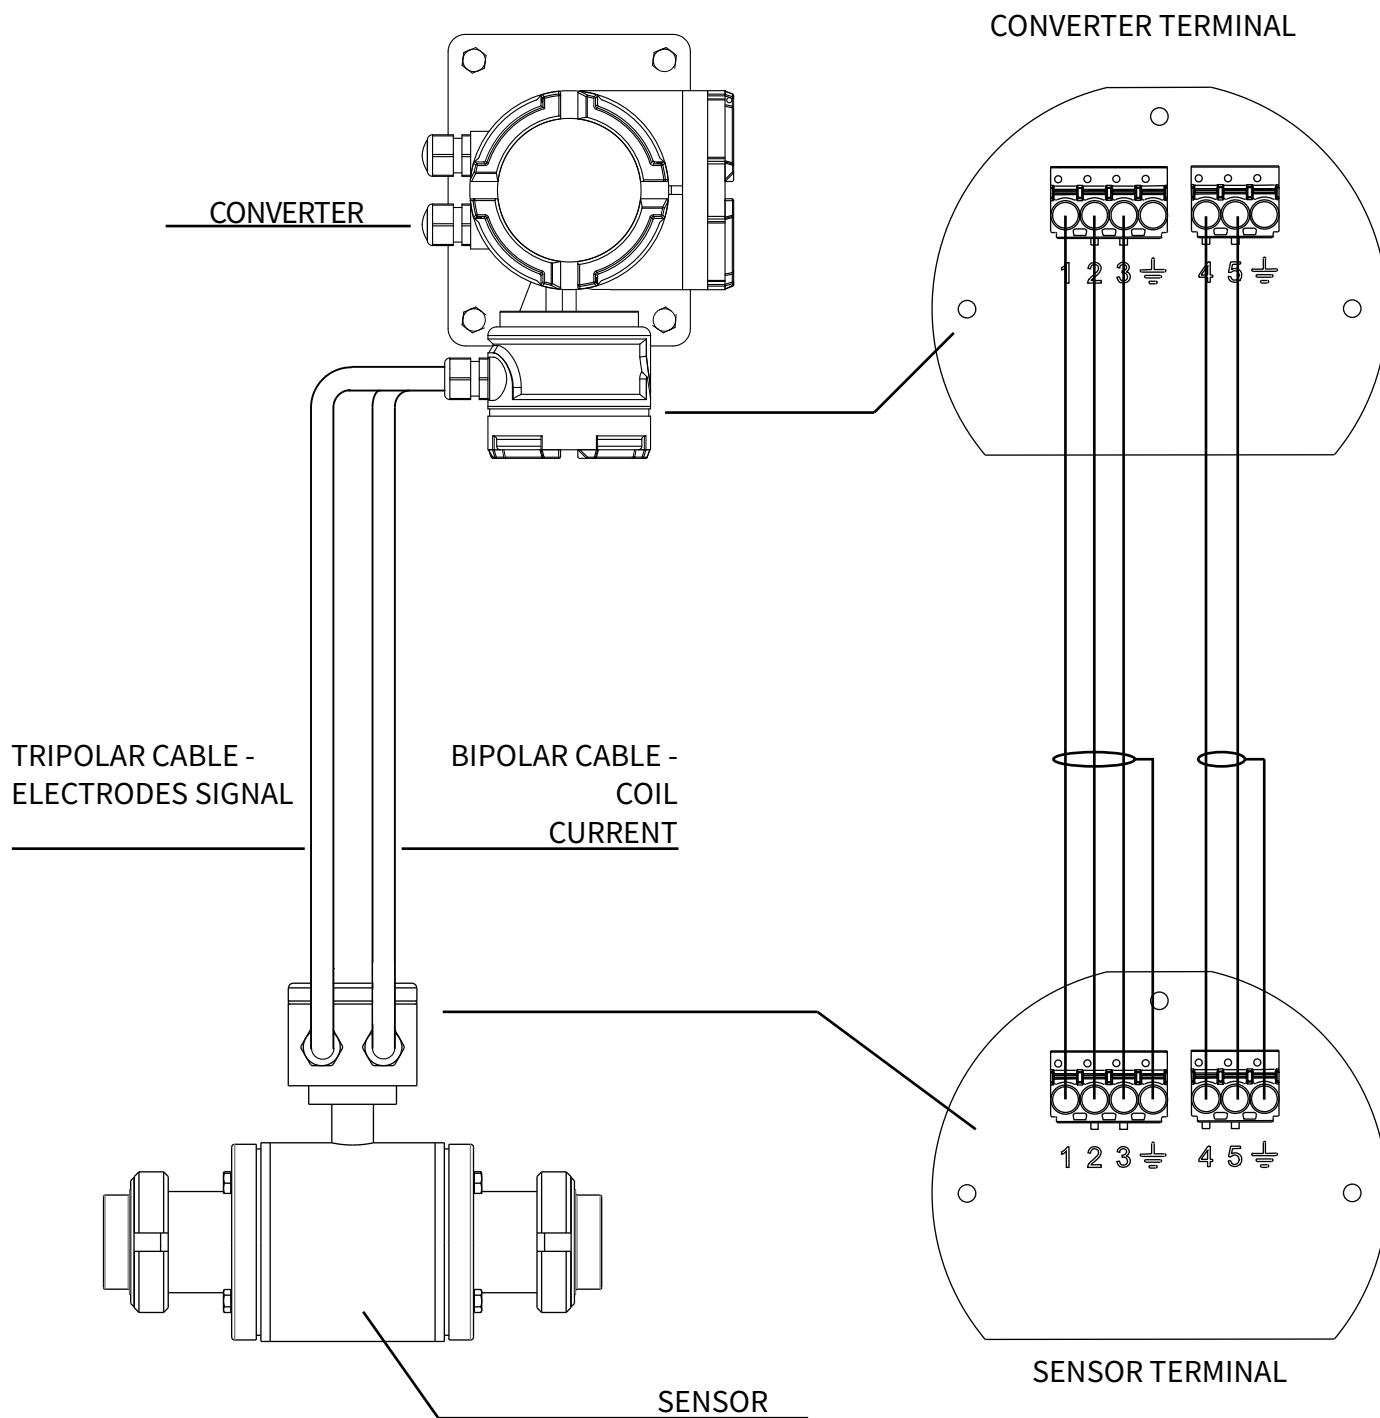 CONVERTER TERMINAL
CONVERTER
1 2 3 4 5
TRIPOLAR CABLE -
ELECTRODES SIGNAL
BIPOLAR CABLE -
COIL
CURRENT
1 2 3 4 5
SENSOR TERMINAL
SENSOR